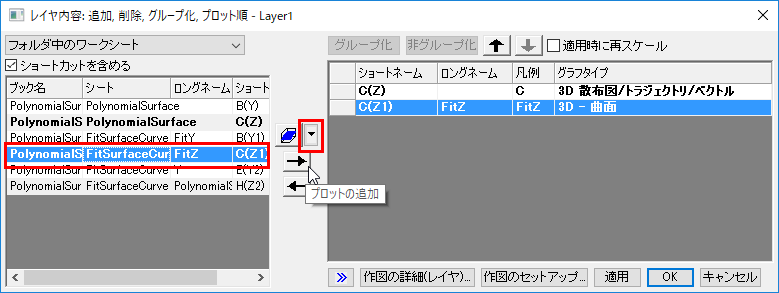 レイヤ内容: 追加, 削除, グループ化, プロット順 - Layer1
フォルダ中のワークシート
ショートカットを含める
ブック名 シート ロングネーム ショート
PolynomialSur PolynomialSurface B(Y)
PolynomialS PolynomialSurface C(Z)
PolynomialSur FitSurfaceCurve FitY B(Y1)
PolynomialS FitSurfaceCur FitZ C(Z1)
PolynomialSur FitSurfaceCurve Y E(Y2)
PolynomialSur FitSurfaceCurve PolynomialS H(Z2)
プロットの追加
グループ化 非グループ化 適用時に再スケール
ショートネーム ロングネーム 凡例 グラフタイプ
C(Z) C 3D 散布図/トラジェクトリ/ベクトル
C(Z1) FitZ FitZ 3D - 曲面
作図の詳細(レイヤ)... 作図のセットアップ... 適用 OK キャンセル